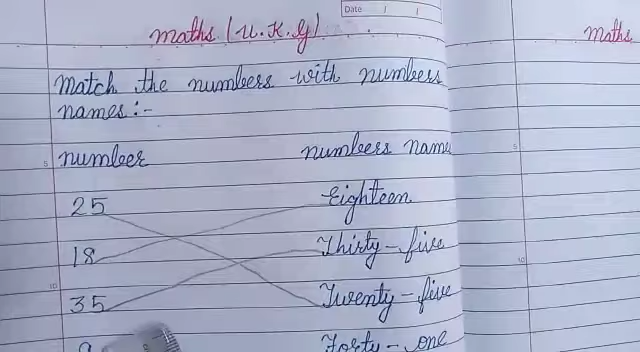 Date / /
maths (U.K.G)
maths
Match the numbers with numbers
names :-
number numbers name
25 Eighteen
18 Thirty-five
35 Twenty-five
9 Forty-one